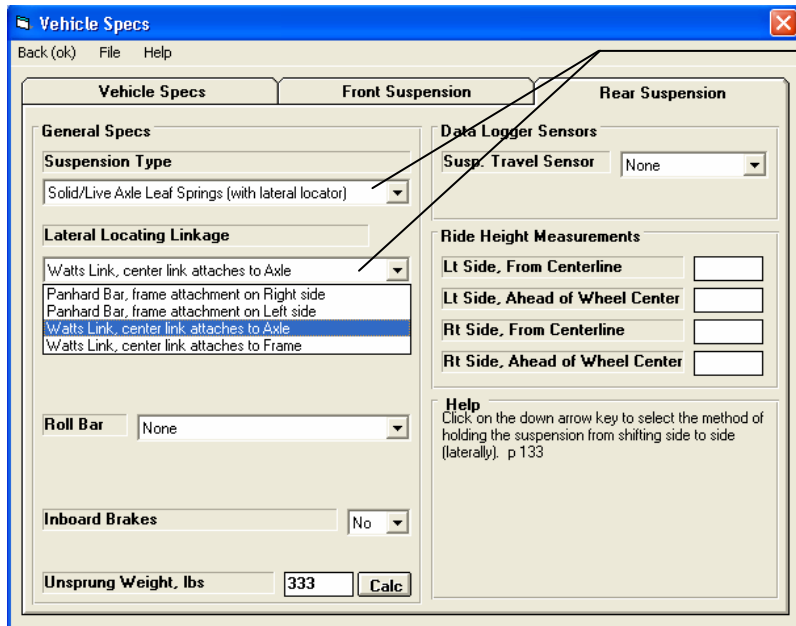 Vehicle Specs
Back (ok) File Help
Vehicle Specs Front Suspension Rear Suspension
General Specs
Suspension Type
Solid/Live Axle Leaf Springs (with lateral locator)
Lateral Locating Linkage
Watts Link, center link attaches to Axle
Panhard Bar, frame attachment on Right side
Panhard Bar, frame attachment on Left side
Watts Link, center link attaches to Axle
Watts Link, center link attaches to Frame
Roll Bar None
Inboard Brakes No
Unsprung Weight, lbs 333 Calc
Data Logger Sensors
Susp. Travel Sensor None
Ride Height Measurements
Lt Side, From Centerline
Lt Side, Ahead of Wheel Center
Rt Side, From Centerline
Rt Side, Ahead of Wheel Center
Help
Click on the down arrow key to select the method of
holding the suspension from shifting side to side
(laterally). p 133